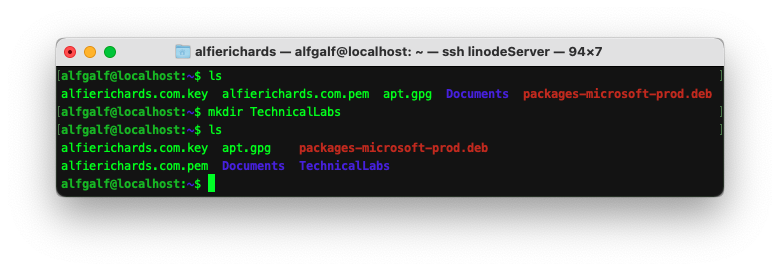 alfierichards — alfgalf@localhost: ~ — ssh linodeServer — 94×7
[alfgalf@localhost:~$ ls ]
alfierichards.com.key  alfierichards.com.pem  apt.gpg  Documents  packages-microsoft-prod.deb
[alfgalf@localhost:~$ mkdir TechnicalLabs ]
[alfgalf@localhost:~$ ls ]
alfierichards.com.key  apt.gpg    packages-microsoft-prod.deb
alfierichards.com.pem  Documents  TechnicalLabs
alfgalf@localhost:~$